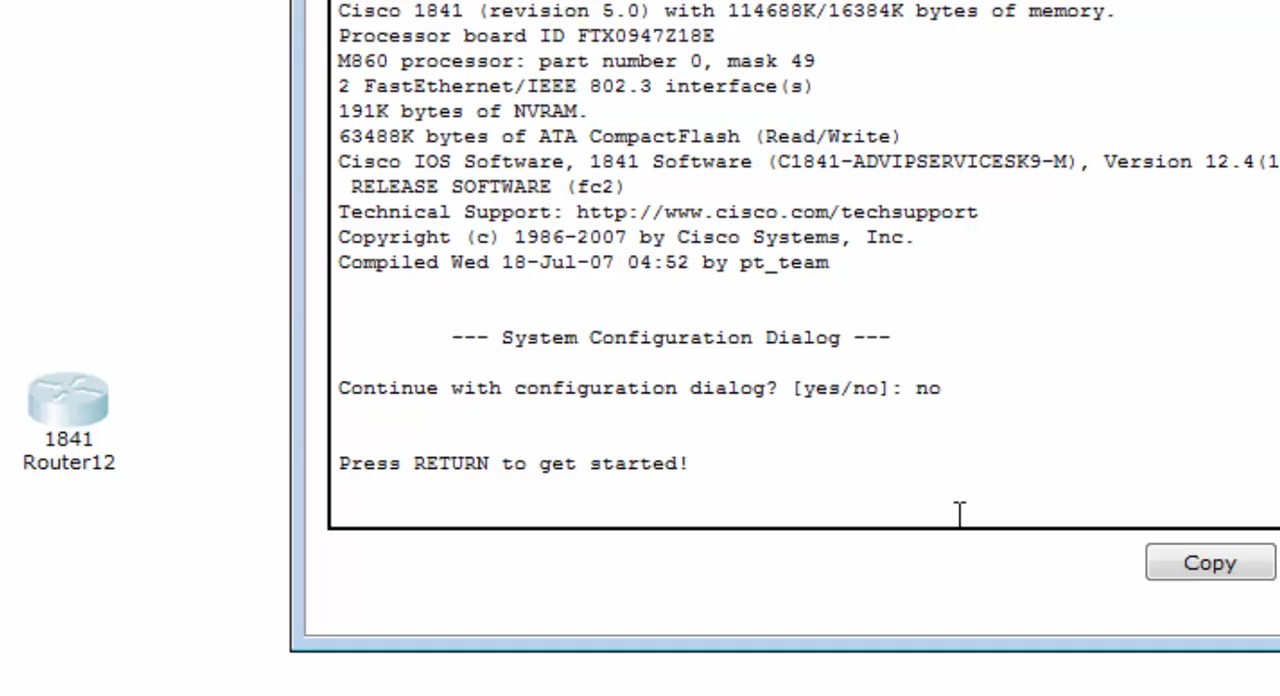 Cisco 1841 (revision 5.0) with 114688K/16384K bytes of memory.
Processor board ID FTX0947Z18E
M860 processor: part number 0, mask 49
2 FastEthernet/IEEE 802.3 interface(s)
191K bytes of NVRAM.
63488K bytes of ATA CompactFlash (Read/Write)
Cisco IOS Software, 1841 Software (C1841-ADVIPSERVICESK9-M), Version 12.4(1
RELEASE SOFTWARE (fc2)
Technical Support: http://www.cisco.com/techsupport
Copyright (c) 1986-2007 by Cisco Systems, Inc.
Compiled Wed 18-Jul-07 04:52 by pt_team
--- System Configuration Dialog ---
Continue with configuration dialog? [yes/no]: no
Press RETURN to get started!
1841
Router12
Copy